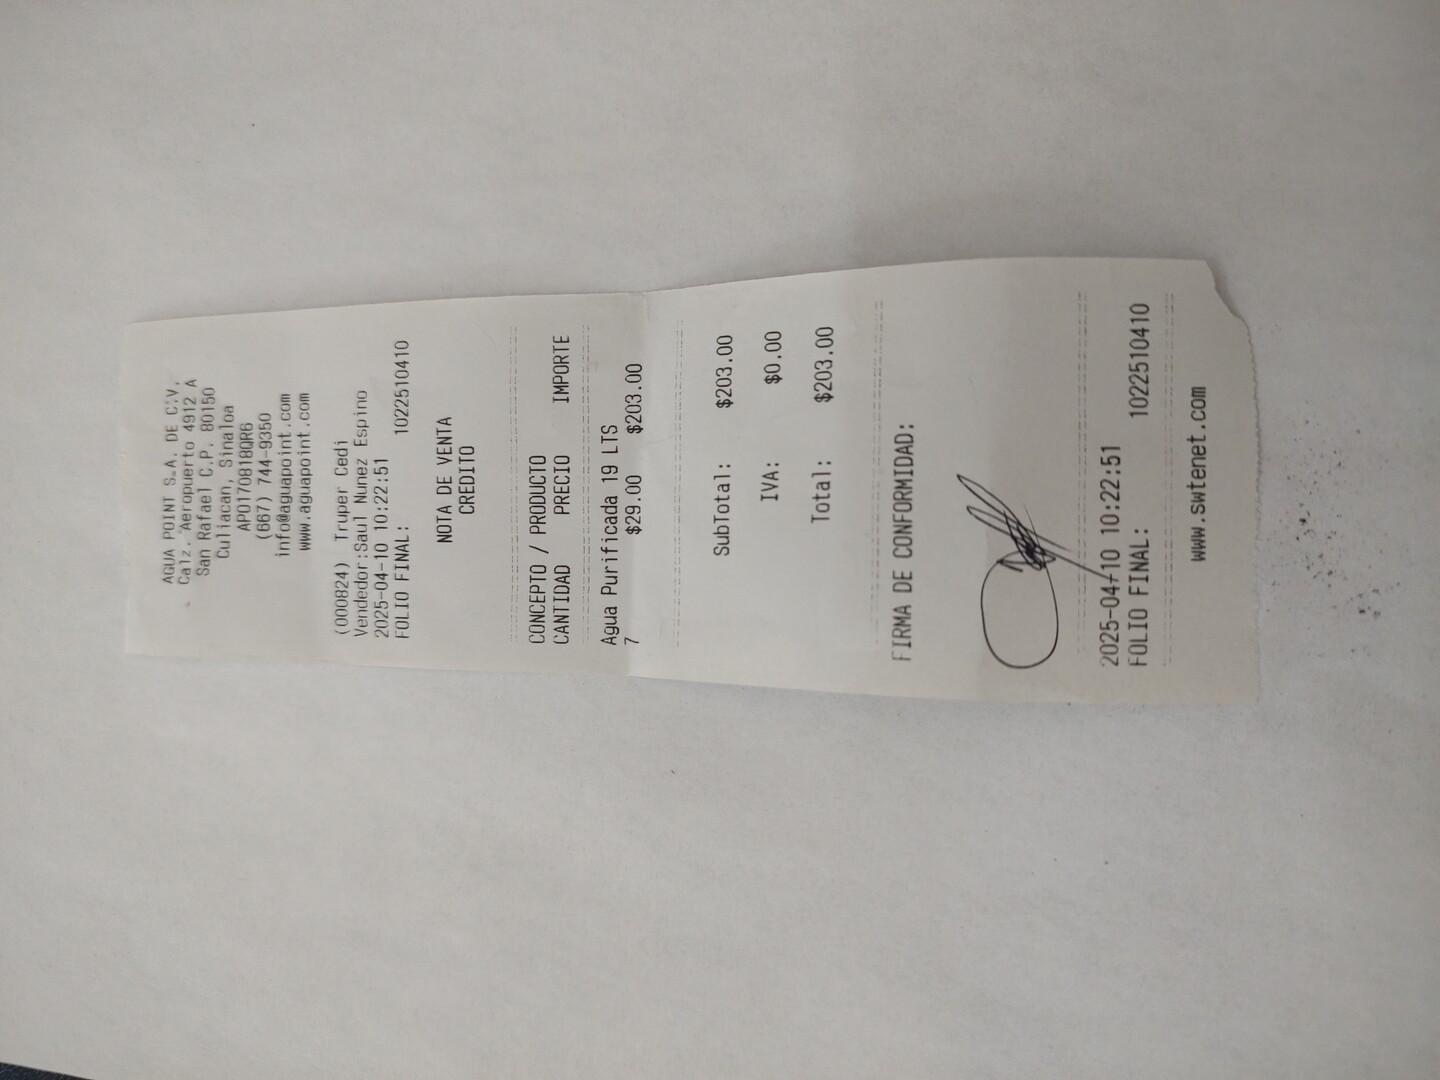 AGUA POINT S.A. DE C.V.
Calz. Aeropuerto 4912 A
San Rafael C.P. 80150
Culiacan, Sinaloa
APO170818QR6
(667) 744-9350
info@aguapoint.com
www.aguapoint.com
(000824) Truper Cedi
Vendedor:Saul Nunez Espino
2025-04-10 10:22:51
FOLIO FINAL: 1022510410
NOTA DE VENTA
CREDITO
CONCEPTO / PRODUCTO
CANTIDAD PRECIO IMPORTE
Agua Purificada 19 LTS
7 $29.00 $203.00
SubTotal: $203.00
IVA: $0.00
Total: $203.00
FIRMA DE CONFORMIDAD:
2025-04-10 10:22:51
FOLIO FINAL: 1022510410
www.swtenet.com